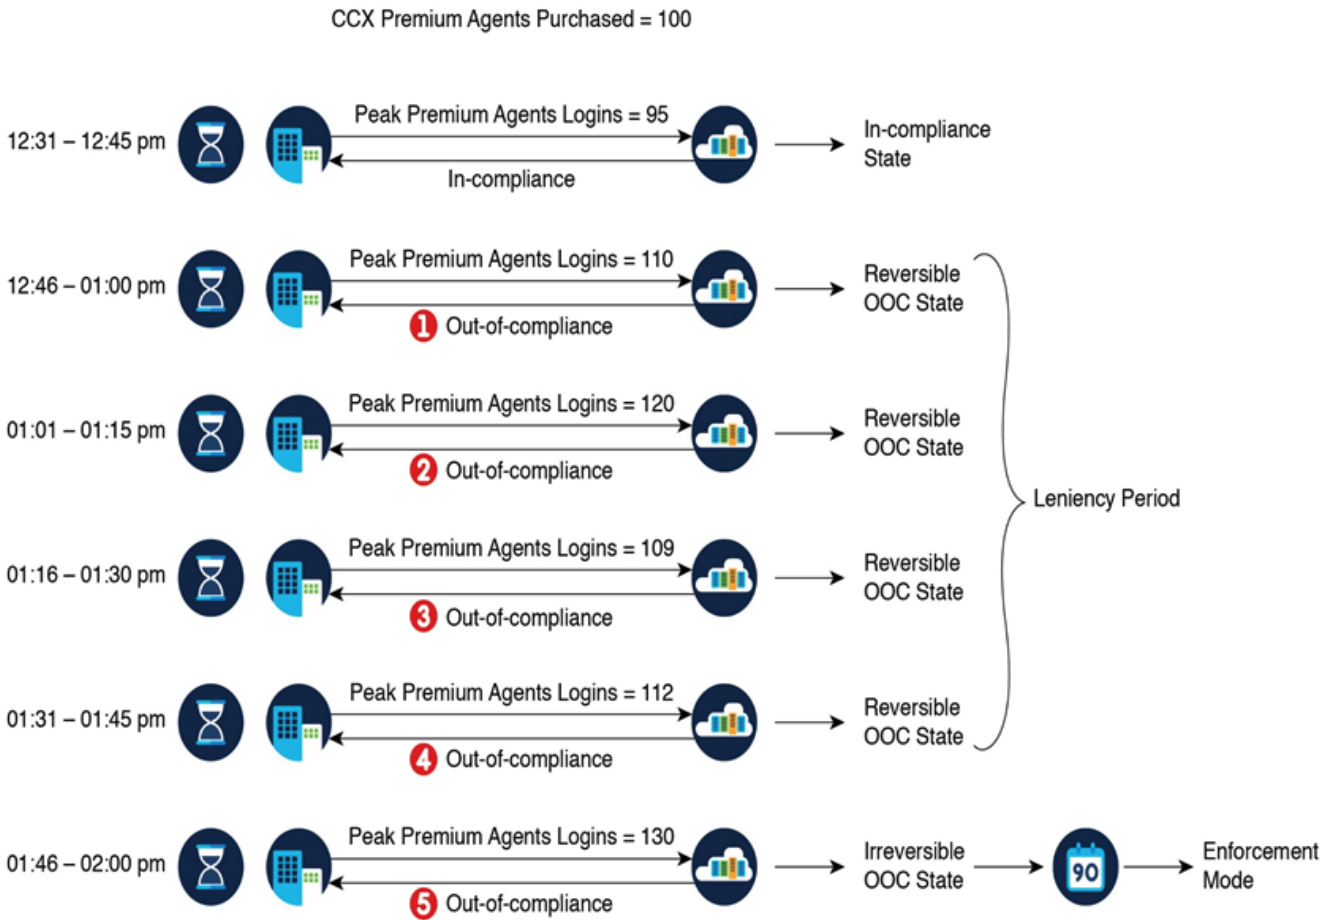 CCX Premium Agents Purchased = 100
12:31 – 12:45 pm
Peak Premium Agents Logins = 95
In-compliance
In-compliance
State
12:46 – 01:00 pm
Peak Premium Agents Logins = 110
1 Out-of-compliance
Reversible
OOC State
01:01 – 01:15 pm
Peak Premium Agents Logins = 120
2 Out-of-compliance
Reversible
OOC State
Leniency Period
01:16 – 01:30 pm
Peak Premium Agents Logins = 109
3 Out-of-compliance
Reversible
OOC State
01:31 – 01:45 pm
Peak Premium Agents Logins = 112
4 Out-of-compliance
Reversible
OOC State
01:46 – 02:00 pm
Peak Premium Agents Logins = 130
5 Out-of-compliance
Irreversible
OOC State
90
Enforcement
Mode